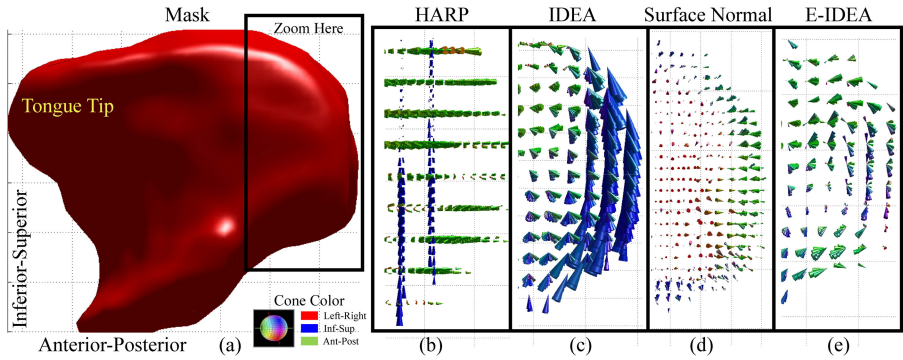 Mask
HARP
IDEA
Surface Normal
E-IDEA
Zoom Here
Tongue Tip
Inferior-Superior
Cone Color
Left-Right
Inf-Sup
Ant-Post
Anterior-Posterior
(a)
(b)
(c)
(d)
(e)